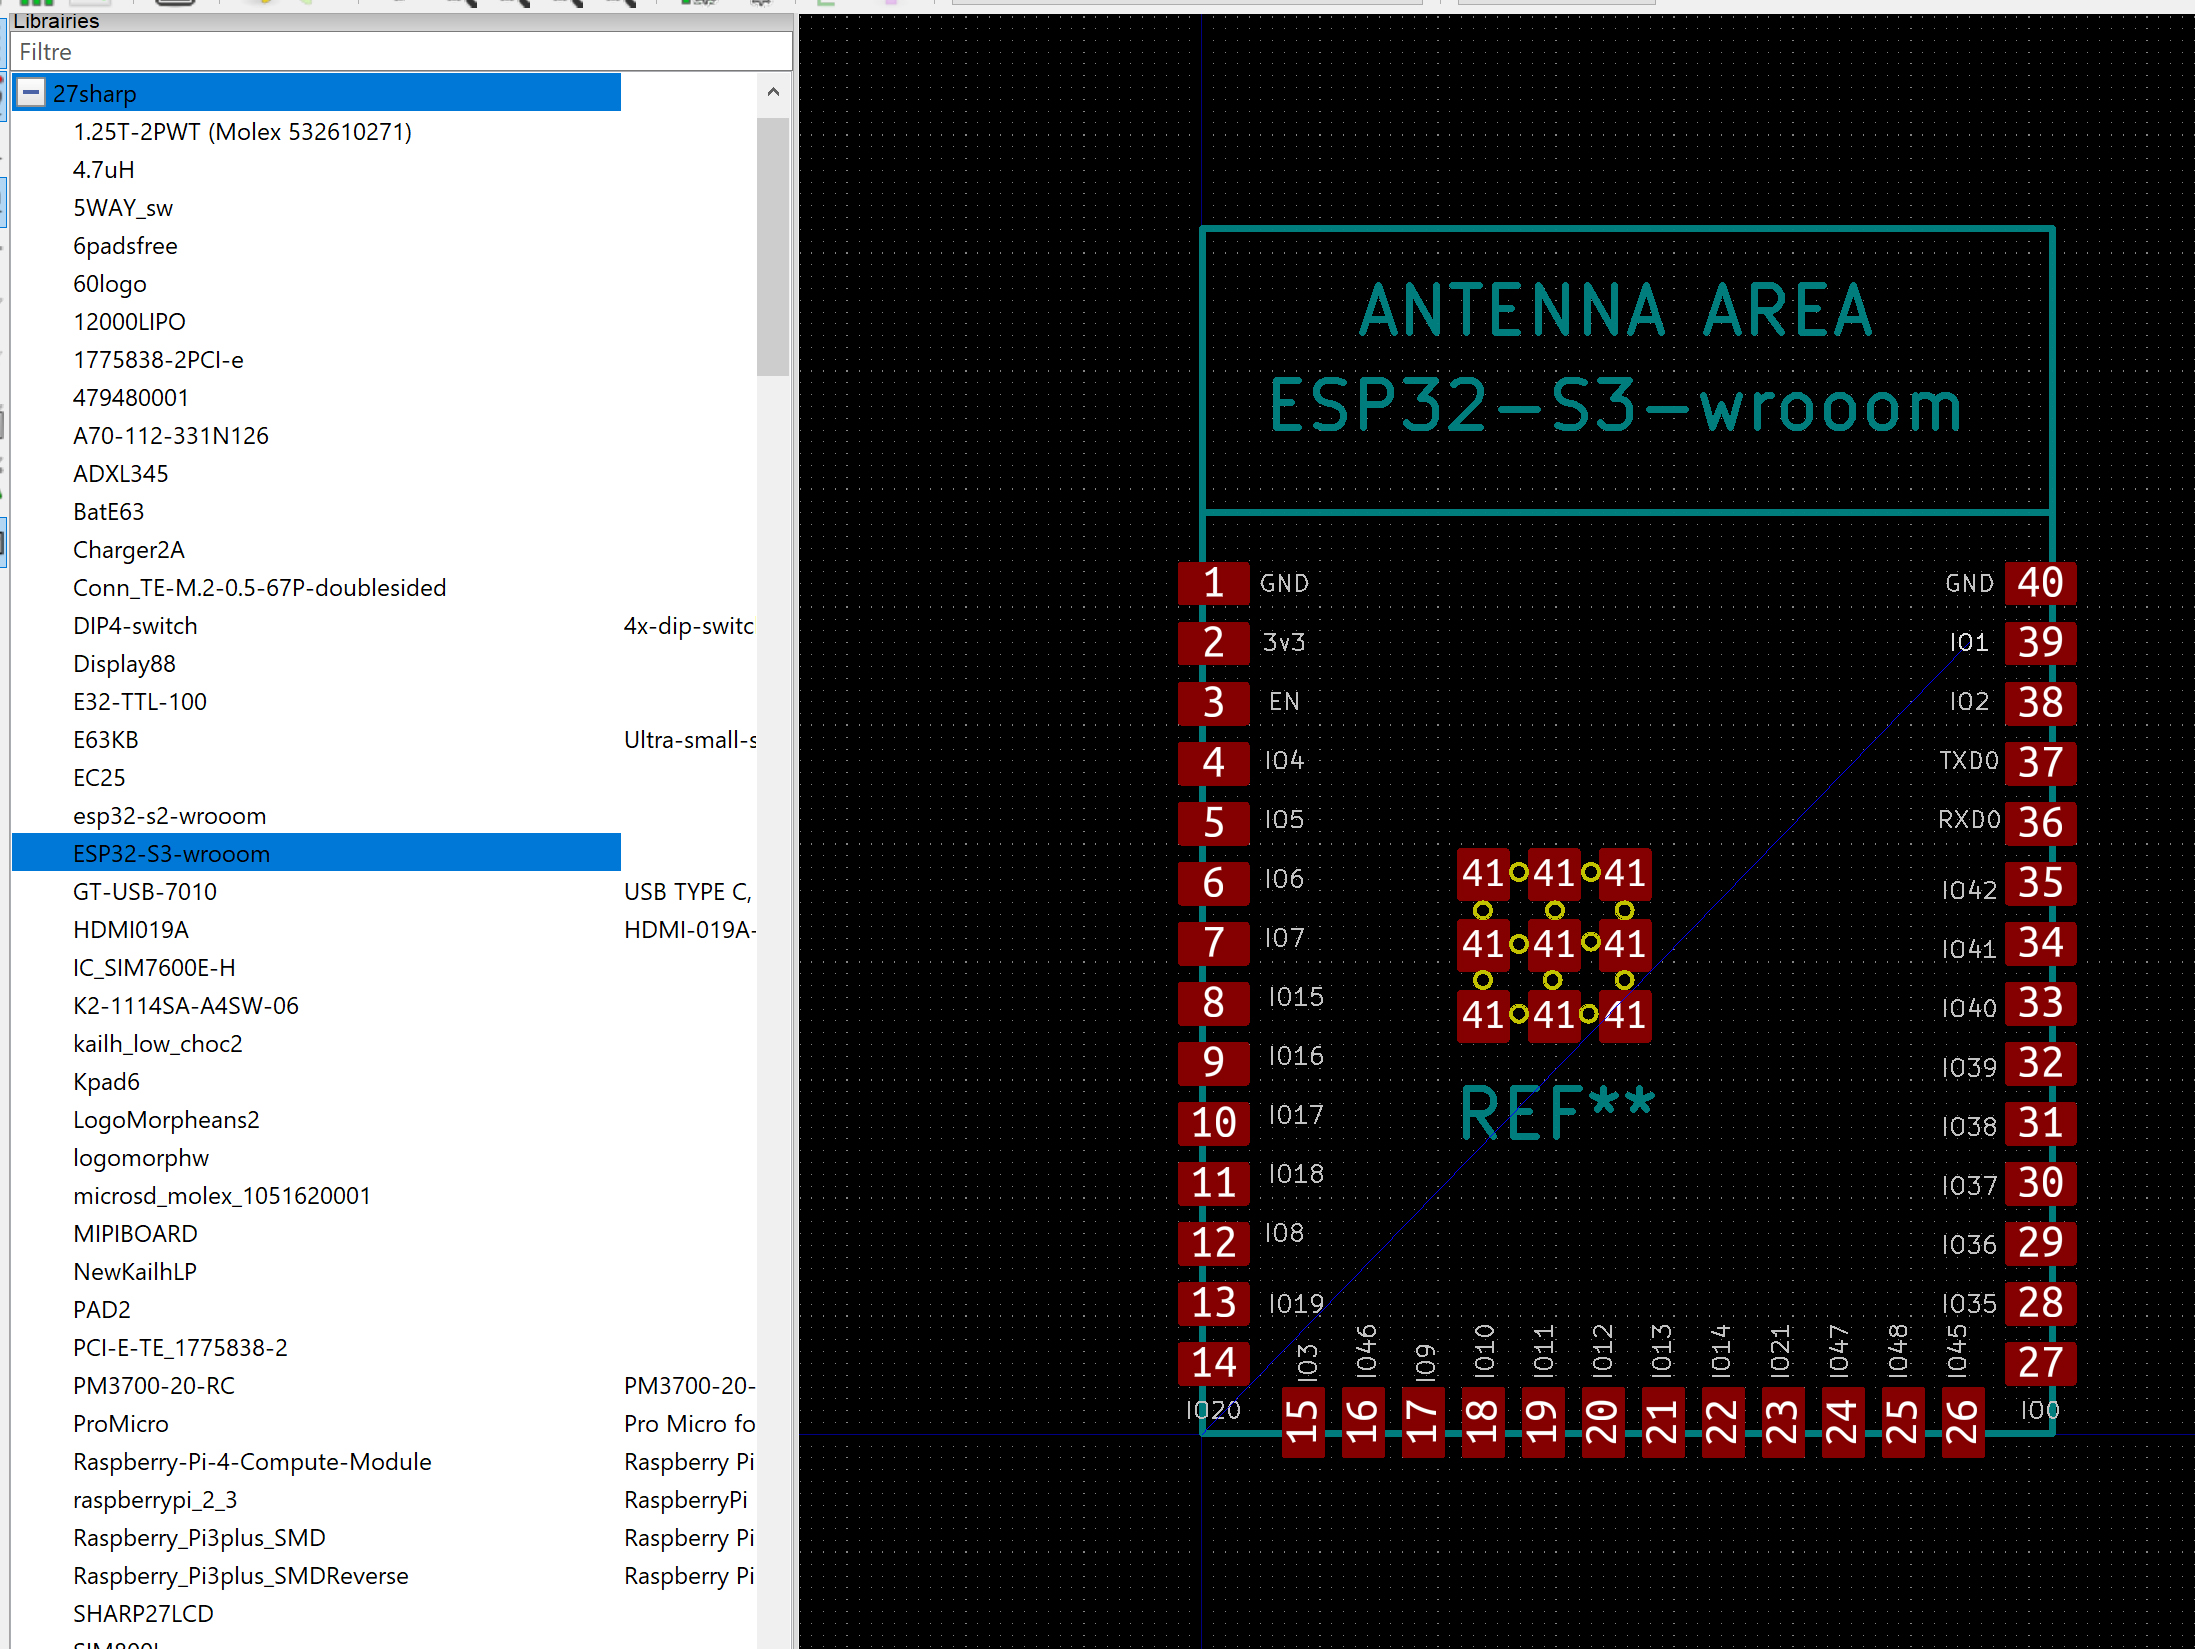 Librairies
Filtre
27sharp
1.25T-2PWT (Molex 532610271)
4.7uH
5WAY_sw
6padsfree
60logo
12000LIPO
1775838-2PCI-e
479480001
A70-112-331N126
ADXL345
BatE63
Charger2A
Conn_TE-M.2-0.5-67P-doublesided
DIP4-switch 4x-dip-switc
Display88
E32-TTL-100
E63KB Ultra-small-s
EC25
esp32-s2-wrooom
ESP32-S3-wrooom
GT-USB-7010 USB TYPE C,
HDMI019A HDMI-019A-
IC_SIM7600E-H
K2-1114SA-A4SW-06
kailh_low_choc2
Kpad6
LogoMorpheans2
logomorphw
microsd_molex_1051620001
MIPIBOARD
NewKailhLP
PAD2
PCI-E-TE_1775838-2
PM3700-20-RC PM3700-20-
ProMicro Pro Micro fo
Raspberry-Pi-4-Compute-Module Raspberry Pi
raspberrypi_2_3 RaspberryPi
Raspberry_Pi3plus_SMD Raspberry Pi
Raspberry_Pi3plus_SMDReverse Raspberry Pi
SHARP27LCD
ANTENNA AREA
ESP32-S3-wrooom
1 GND GND 40
2 3v3 IO1 39
3 EN IO2 38
4 IO4 TXD0 37
5 IO5 RXD0 36
6 IO6 IO42 35
7 IO7 IO41 34
8 IO15 IO40 33
9 IO16 IO39 32
10 IO17 IO38 31
11 IO18 IO37 30
12 IO8 IO36 29
13 IO19 IO35 28
14 27
IO20 IO0
41 41 41
41 41 41
41 41 41
REF**
IO3 IO46 IO9 IO10 IO11 IO12 IO13 IO14 IO21 IO47 IO48 IO45
15 16 17 18 19 20 21 22 23 24 25 26